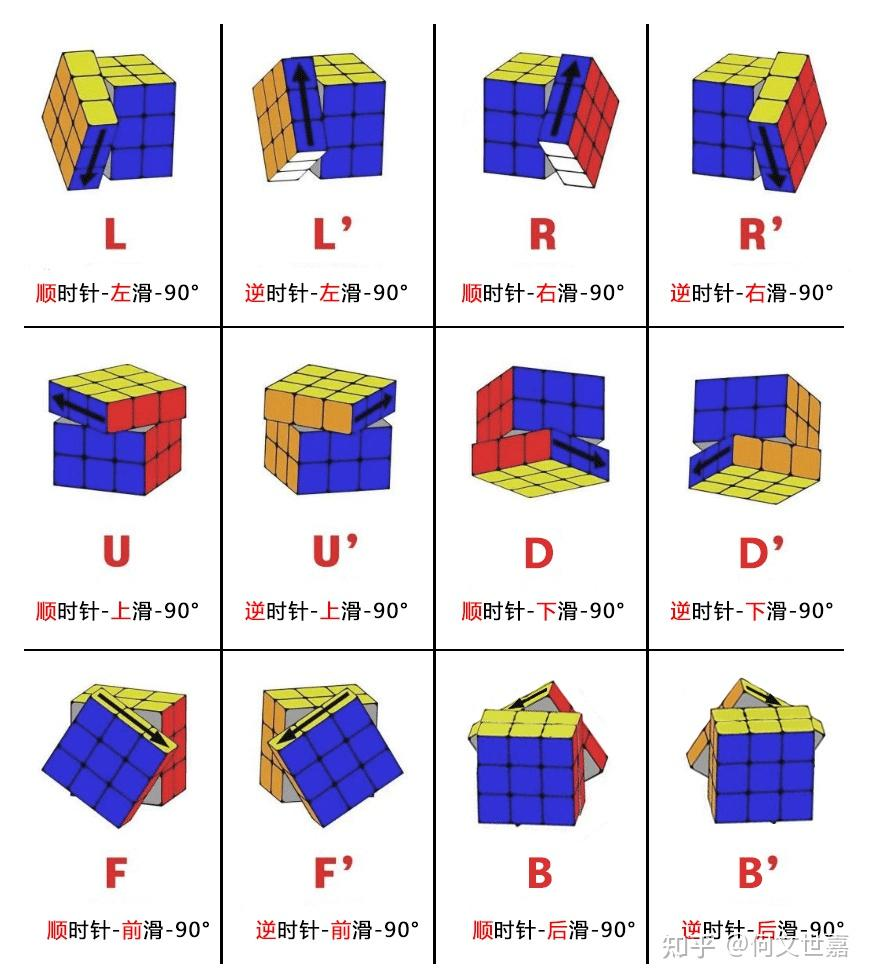 L L’ R R’
顺时针-左滑-90° 逆时针-左滑-90° 顺时针-右滑-90° 逆时针-右滑-90°
U U’ D D’
顺时针-上滑-90° 逆时针-上滑-90° 顺时针-下滑-90° 逆时针-下滑-90°
F F’ B B’
顺时针-前滑-90° 逆时针-前滑-90° 顺时针-后滑-90° 逆时针-后滑-90°
知乎 @何文世嘉